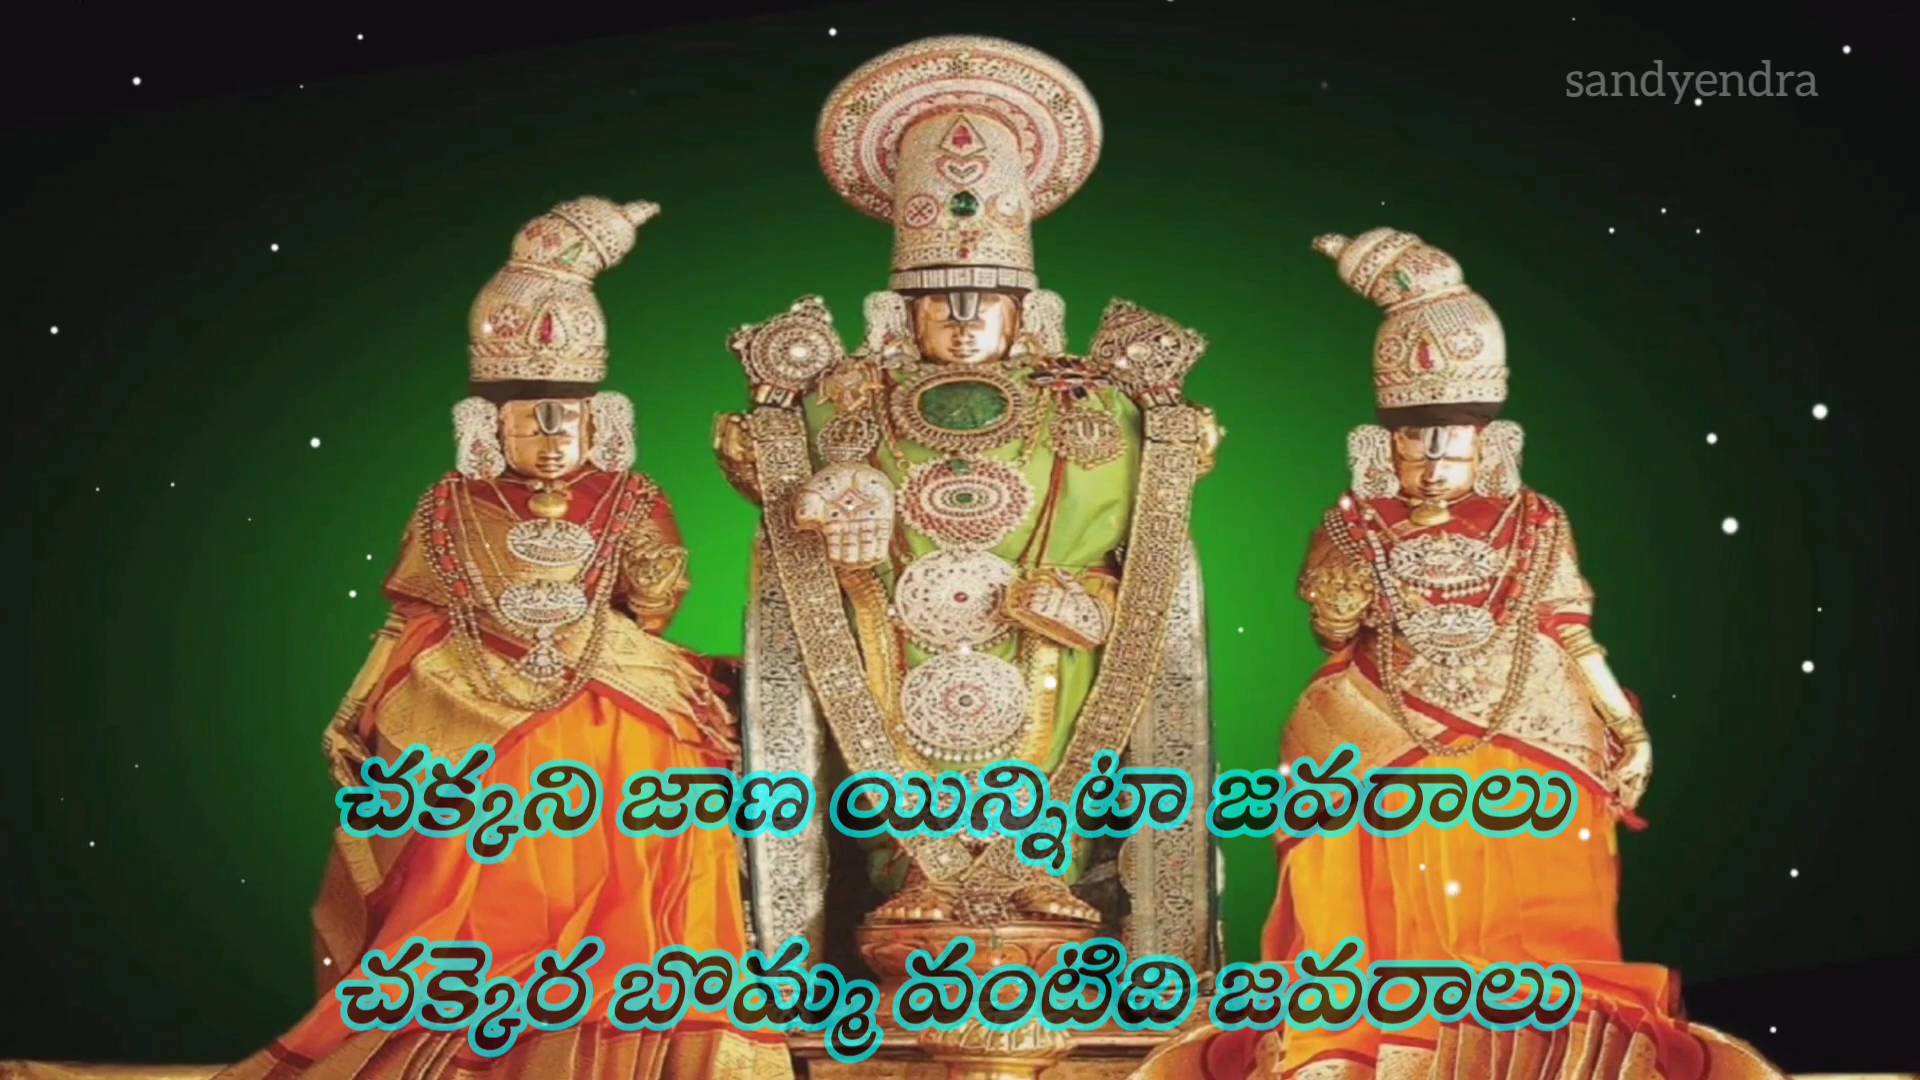 sandyendra
చక్కని జాణ యిన్నిటా జవరాలు
చక్కెర బొమ్మ వంటిది జవరాలు